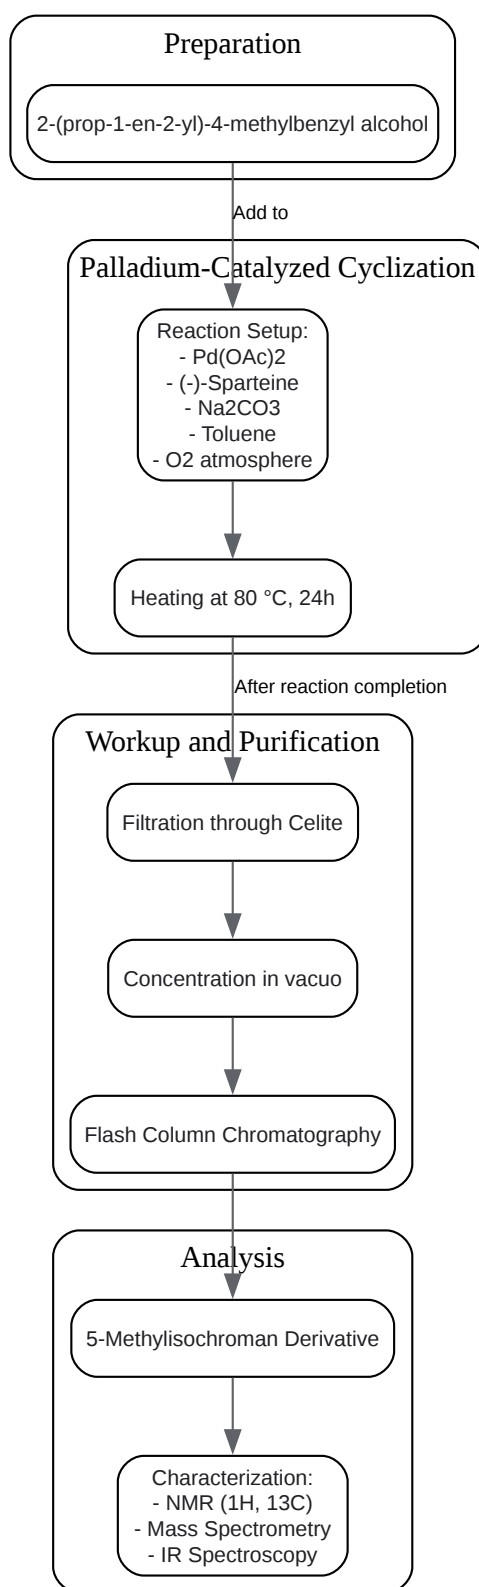 Preparation
2-(prop-1-en-2-yl)-4-methylbenzyl alcohol
Add to
Palladium-Catalyzed Cyclization
Reaction Setup:
- Pd(OAc)2
- (-)-Sparteine
- Na2CO3
- Toluene
- O2 atmosphere
Heating at 80 °C, 24h
After reaction completion
Workup and Purification
Filtration through Celite
Concentration in vacuo
Flash Column Chromatography
Analysis
5-Methylisochroman Derivative
Characterization:
- NMR (1H, 13C)
- Mass Spectrometry
- IR Spectroscopy